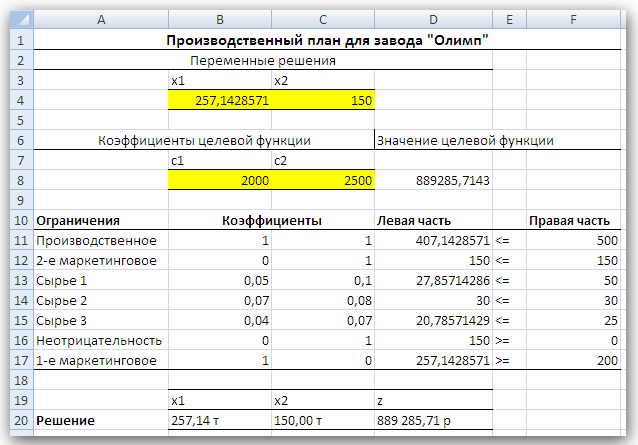 A B C D E F
1 Производственный план для завода "Олимп"
2 Переменные решения
3 x1 x2
4 257,1428571 150
5
6 Коэффициенты целевой функции Значение целевой функции
7 c1 c2
8 2000 2500 889285,7143
9
10 Ограничения Коэффициенты Левая часть Правая часть
11 Производственное 1 1 407,1428571 <= 500
12 2-е маркетинговое 0 1 150 <= 150
13 Сырье 1 0,05 0,1 27,85714286 <= 50
14 Сырье 2 0,07 0,08 30 <= 30
15 Сырье 3 0,04 0,07 20,78571429 <= 25
16 Неотрицательность 0 1 150 >= 0
17 1-е маркетинговое 1 0 257,1428571 >= 200
18
19 x1 x2 z
20 Решение 257,14 т 150,00 т 889 285,71 р